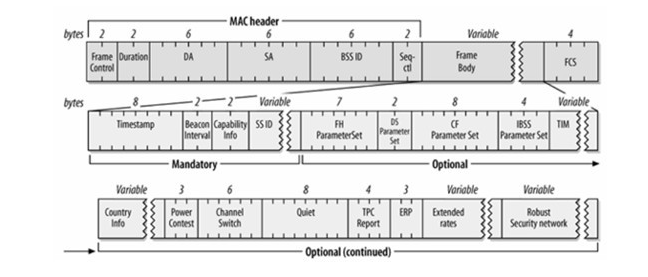 MAC header
bytes 2 2 6 6 6 2 Variable 4
Frame Control Duration DA SA BSS ID Seq-ctl Frame Body FCS
bytes 8 2 2 Variable 7 2 8 4 Variable
Timestamp Beacon Interval Capability Info SS ID FH ParameterSet DS Parameter Set CF Parameter Set IBSS Parameter Set TIM
Mandatory Optional
Variable 3 6 8 4 3 Variable Variable
Country Info Power Contest Channel Switch Quiet TPC Report ERP Extended rates Robust Security network
Optional (continued)